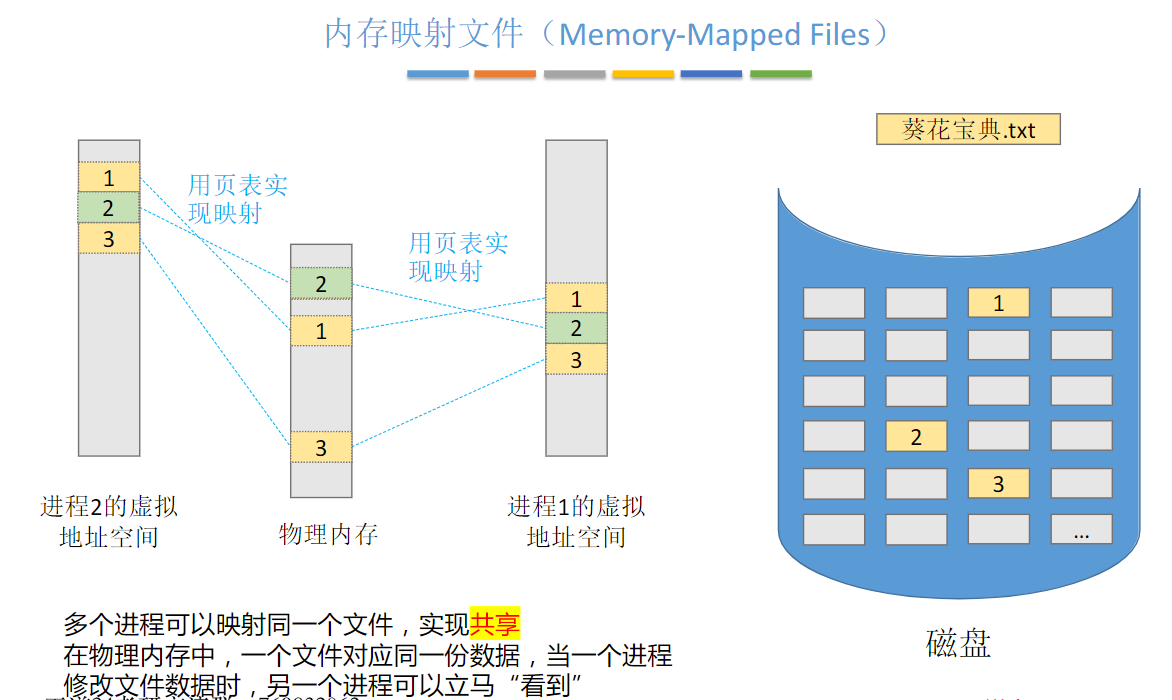 内存映射文件（Memory-Mapped Files）
葵花宝典.txt
1
2
3
用页表实
现映射
2
1
3
用页表实
现映射
1
2
3
1
2
3
...
进程2的虚拟
地址空间
物理内存
进程1的虚拟
地址空间
磁盘
多个进程可以映射同一个文件，实现共享
在物理内存中，一个文件对应同一份数据，当一个进程
修改文件数据时，另一个进程可以立马“看到”